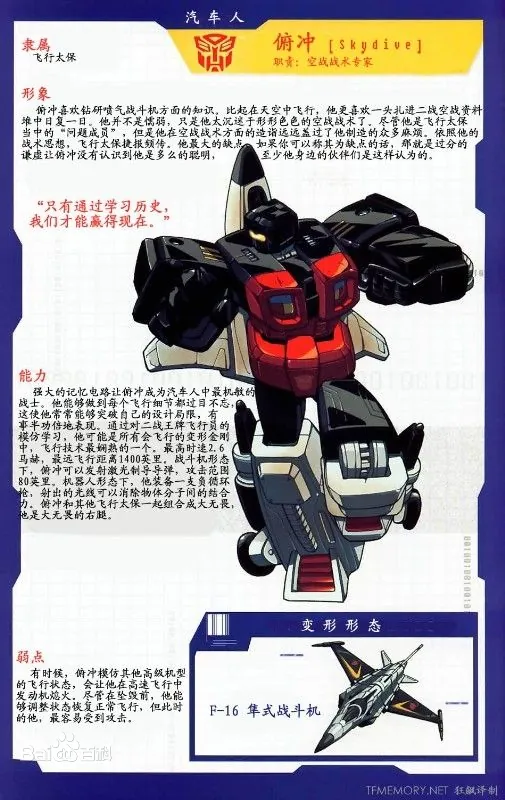 汽车人
隶属
飞行太保
俯冲 [Skydive]
职责：空战战术专家
形象
俯冲喜欢钻研喷气战斗机方面的知识。比起在天空中飞行，他更喜欢一头扎进二战空战资料
堆中日复一日。他并不是懦弱，只是他太沉迷于形形色色的空战战术了。尽管他是飞行太保
当中的“问题成员”，但是他在空战战术方面的造诣远远盖过了他制造的众多麻烦。依照他的
战术思想，飞行太保捷报频传。他最大的缺点，如果你可以称其为缺点的话，那就是过分的
谦虚让俯冲没有认识到他是多么的聪明，至少他身边的伙伴们是这样认为的。
“只有通过学习历史，
我们才能赢得现在。”
能力
强大的记忆电路让俯冲成为汽车人中最机敏的
战士。他能够做到每个飞行细节都过目不忘，
这使他常常能够突破自己的设计局限，有
事半功倍地表现。通过对二战王牌飞行员的
模仿学习，他可能是所有会飞行的变形金刚
中，飞行技术最娴熟的一个。最高时速2.6
马赫，最远飞行距离1400英里。战斗机形态
下，俯冲可以发射激光制导导弹，攻击范围
80英里。机器人形态下，他装备一支负循环
枪，射出的光线可以消除物体分子间的结合
力。俯冲和其他飞行太保一起组合成大无畏，
他是大无畏的右腿。
弱点
有时候，俯冲模仿其他高级机型
的飞行状态，会让他在高速飞行中
发动机熄火。尽管在坠毁前，他能
够调整状态恢复正常飞行，但此时
的他，最容易受到攻击。
变形形态
F-16 隼式战斗机
Bai百科
TFMEMORY.NET 狂飙译制